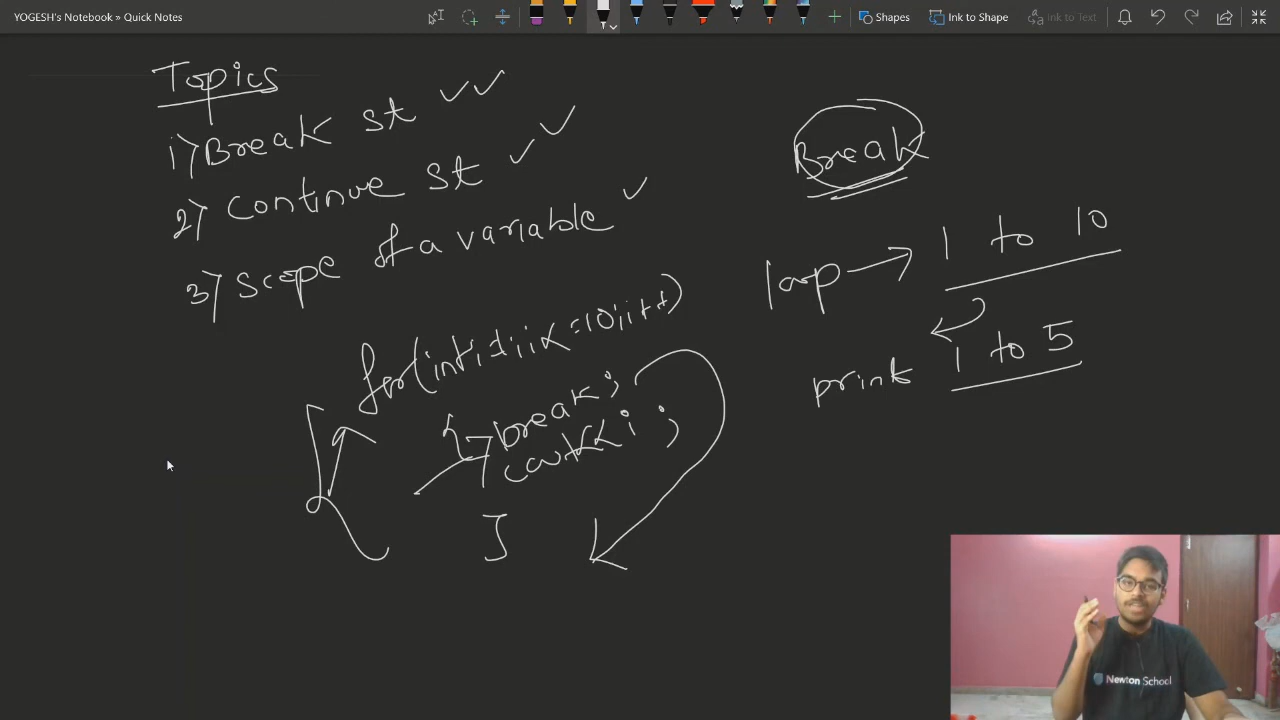 YOGESH's Notebook » Quick Notes
Shapes
Ink to Shape
Ink to Text
Topics
1) Break st
2) Continue st
3) Scope of a variable
for(int i=1;i<=10;i++)
{ break;
cout<<i;
}
Break
loop → 1 to 10
print 1 to 5
Newton School